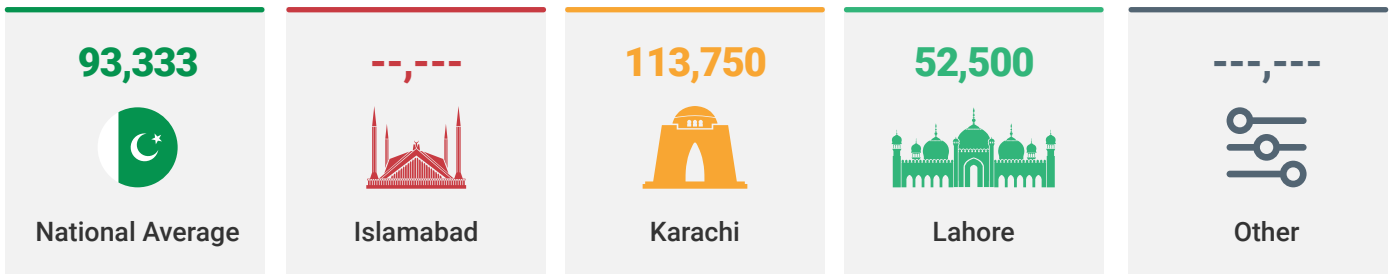 93,333
--,---
113,750
52,500
---,---
National Average
Islamabad
Karachi
Lahore
Other